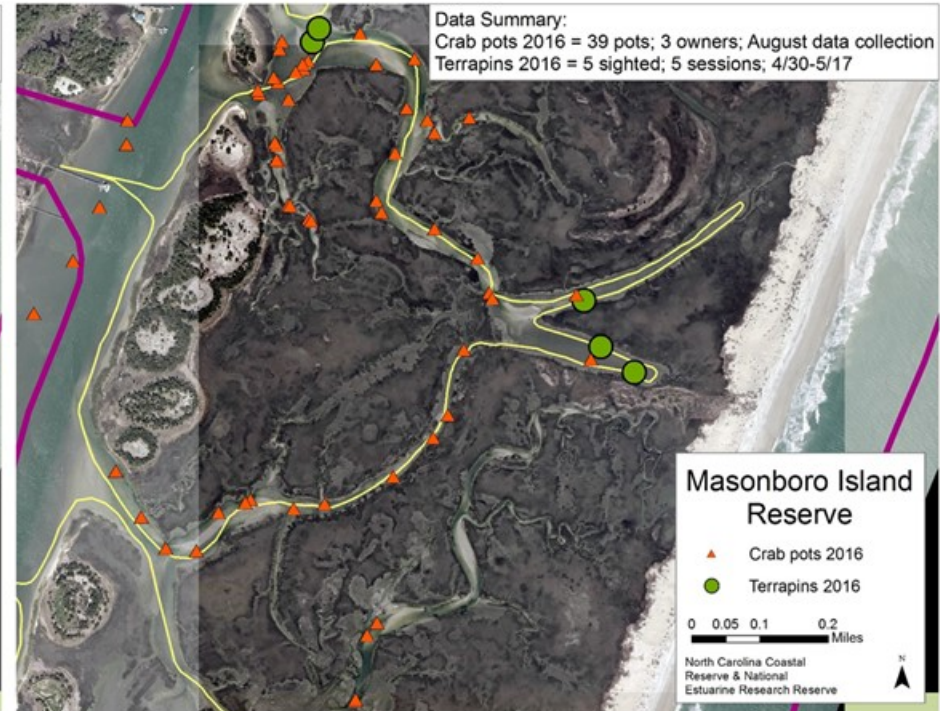 Data Summary:
Crab pots 2016 = 39 pots; 3 owners; August data collection
Terrapins 2016 = 5 sighted; 5 sessions; 4/30-5/17
Masonboro Island
Reserve
Crab pots 2016
Terrapins 2016
0 0.05 0.1 0.2
Miles
North Carolina Coastal
Reserve & National
Estuarine Research Reserve
N